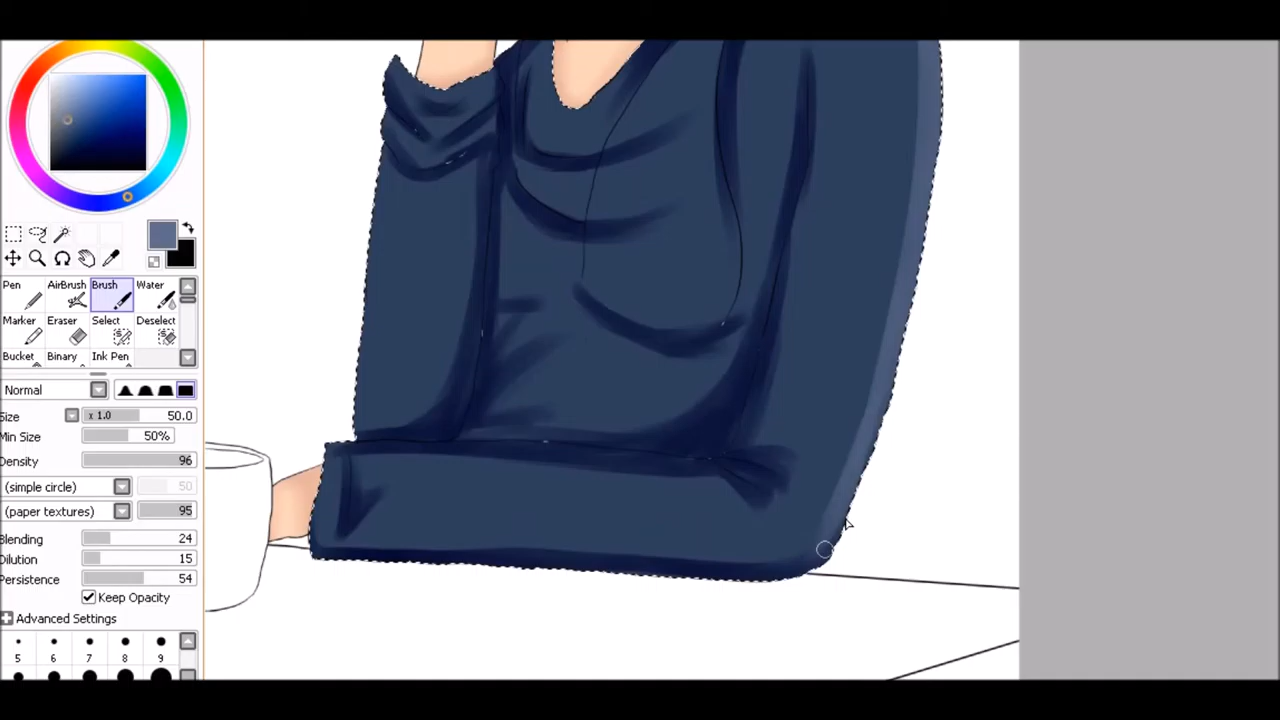 Pen AirBrush Brush Water
Marker Eraser Select Deselect
Bucket Binary Ink Pen
Normal
Size x 1.0 50.0
Min Size 50%
Density 96
(simple circle) 50
(paper textures) 95
Blending 24
Dilution 15
Persistence 54
Keep Opacity
Advanced Settings
5 6 7 8 9